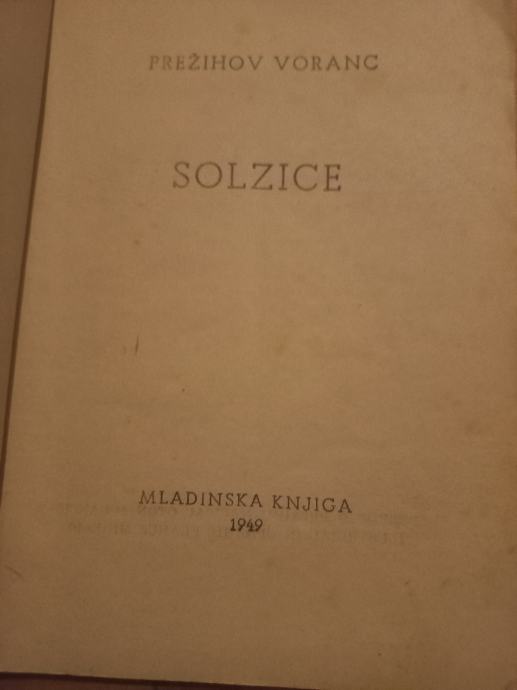 PREŽIHOV VORANC
SOLZICE
MLADINSKA KNJIGA
1949